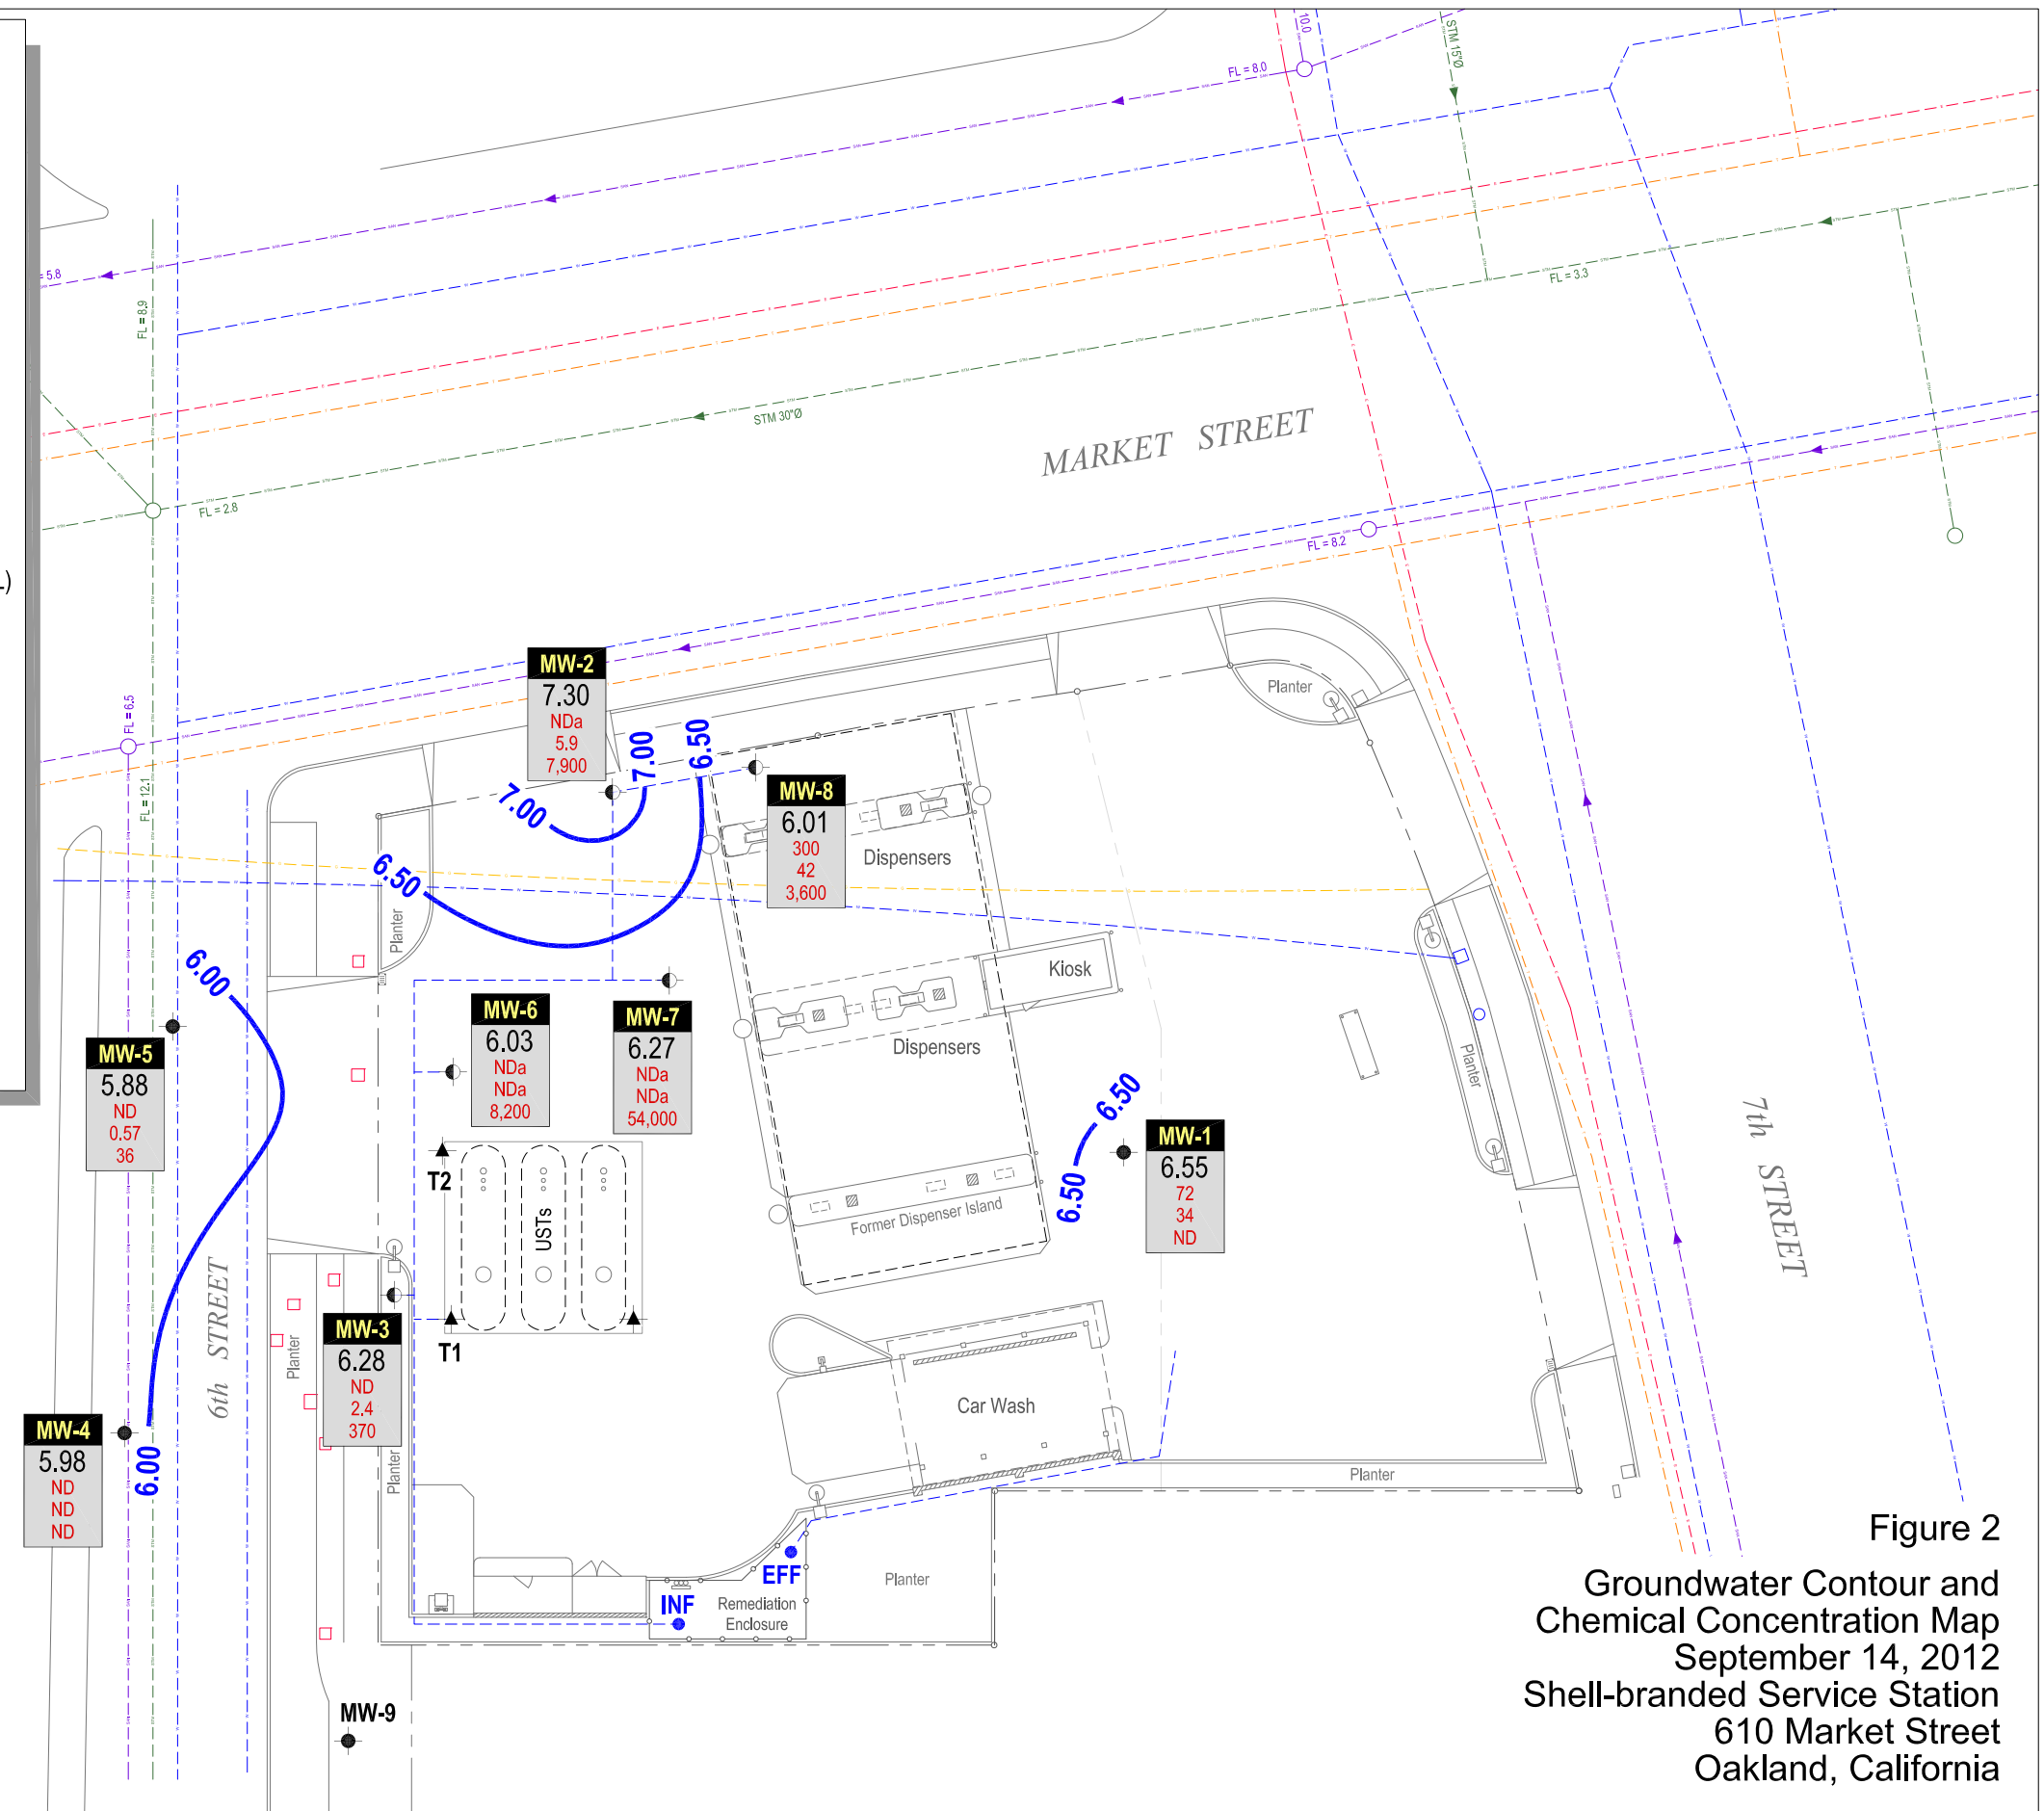 10.0
STM 15"Ø
FL = 8.0
= 5.8
FL = 8.9
FL = 3.3
STM 30"Ø
MARKET STREET
FL = 2.8
FL = 8.2
L)
MW-2
7.30
NDa
5.9
7,900
FL = 6.5
FL = 12.1
Planter
7.00
6.50
7.00
MW-8
6.01
300
42
3,600
Dispensers
6.50
Planter
6.00
Kiosk
MW-6
6.03
NDa
NDa
8,200
MW-7
6.27
NDa
NDa
54,000
Dispensers
MW-5
5.88
ND
0.57
36
Planter
6.50
6.50
MW-1
6.55
72
34
ND
7th STREET
T2
USTs
Former Dispenser Island
6th STREET
Planter
MW-3
6.28
ND
2.4
370
T1
Car Wash
MW-4
5.98
ND
ND
ND
6.00
Planter
Planter
EFF
INF
Remediation
Enclosure
Planter
MW-9
Figure 2
Groundwater Contour and
Chemical Concentration Map
September 14, 2012
Shell-branded Service Station
610 Market Street
Oakland, California